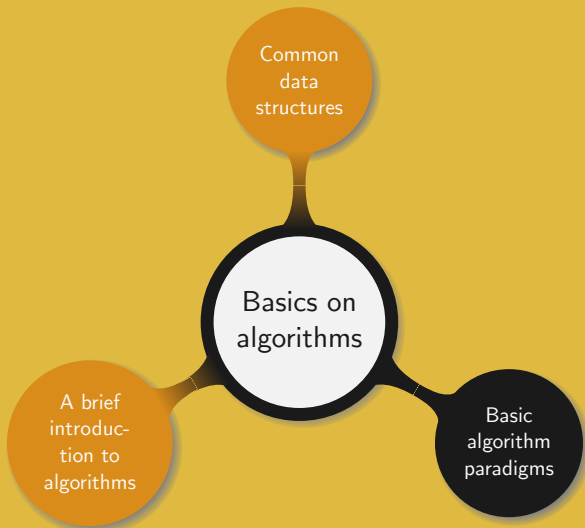 Common
data
structures
Basics on
algorithms
A brief
introduc-
tion to
algorithms
Basic
algorithm
paradigms